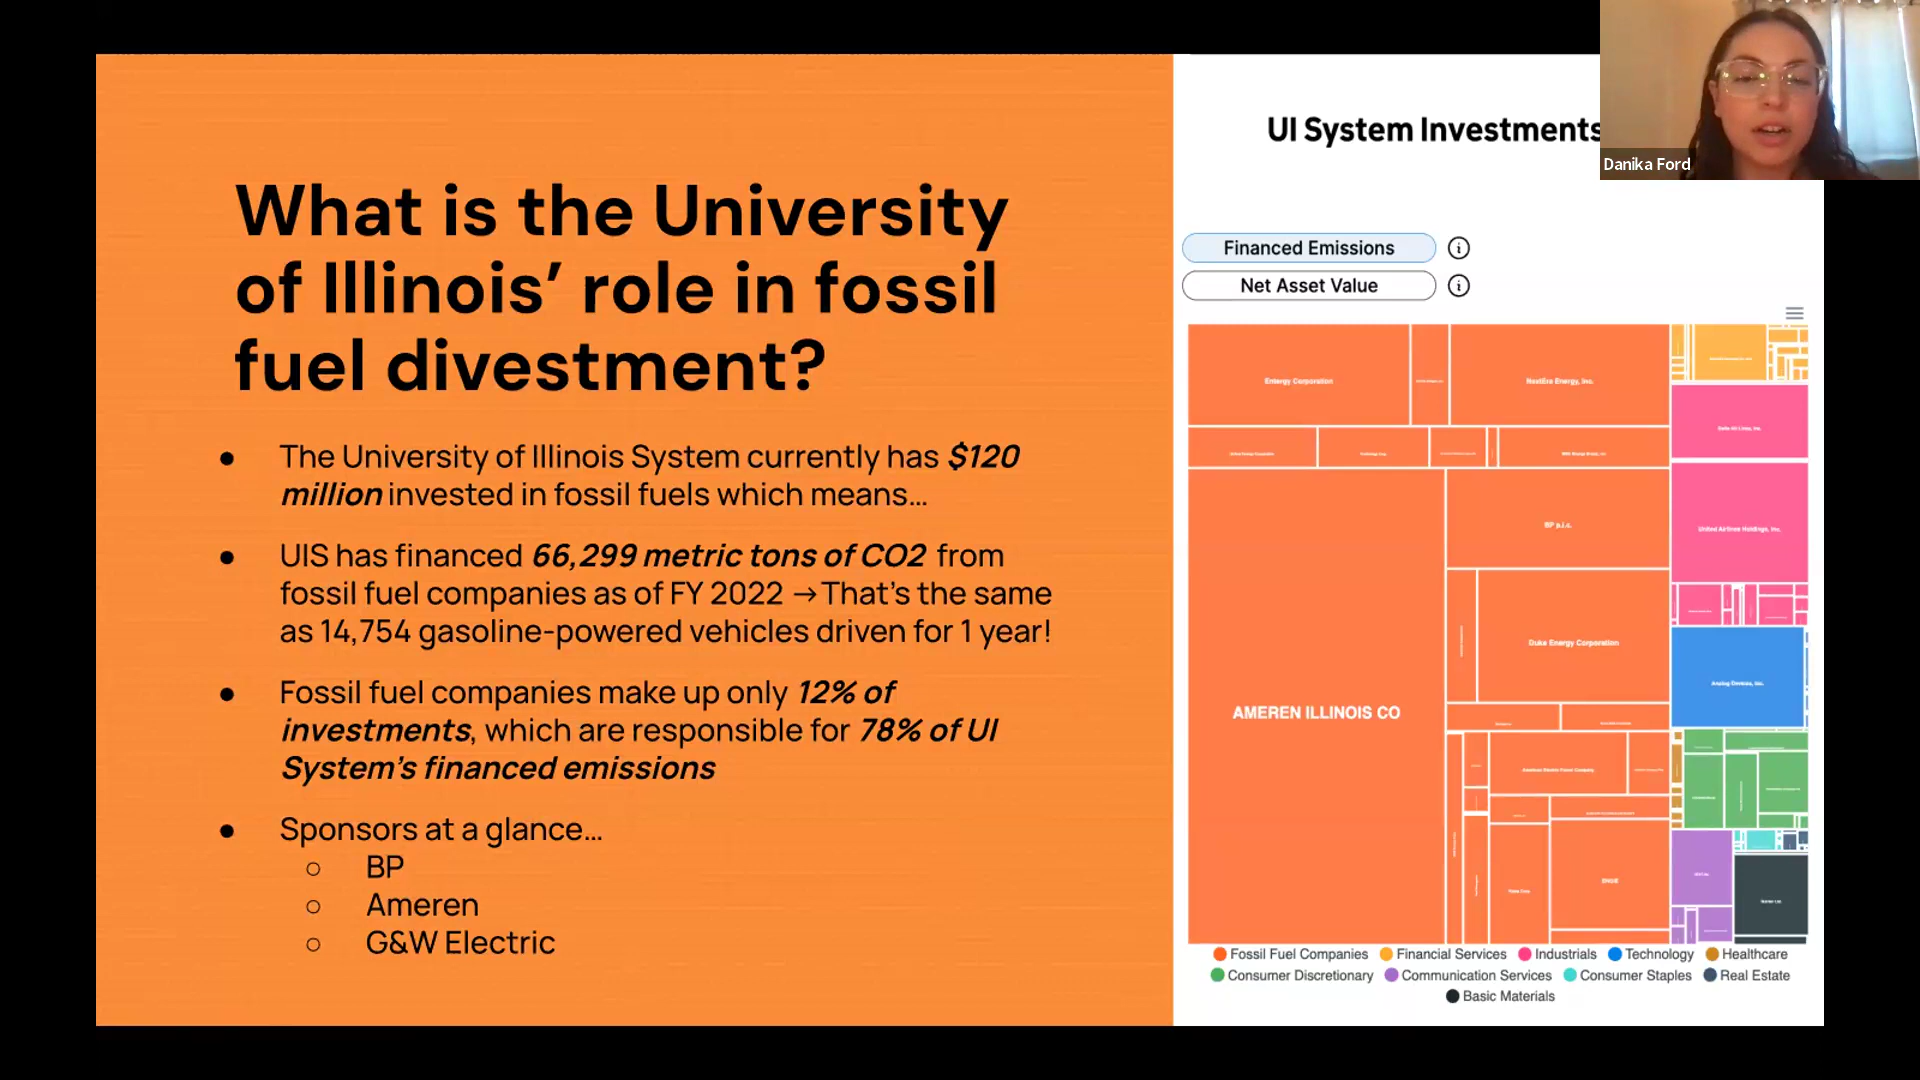 What is the University
of Illinois’ role in fossil
fuel divestment?
● The University of Illinois System currently has $120
million invested in fossil fuels which means...
● UIS has financed 66,299 metric tons of CO2 from
fossil fuel companies as of FY 2022 →That’s the same
as 14,754 gasoline-powered vehicles driven for 1 year!
● Fossil fuel companies make up only 12% of
investments, which are responsible for 78% of UI
System’s financed emissions
● Sponsors at a glance...
○ BP
○ Ameren
○ G&W Electric
UI System Investments
Danika Ford
Financed Emissions
Net Asset Value
Entergy Corporation
NextEra Energy, Inc.
Delta Air Lines, Inc.
BP p.l.c.
United Airlines Holdings, Inc.
Duke Energy Corporation
Analog Devices, Inc.
AMEREN ILLINOIS CO
American Electric Power Company
ENGIE
Fossil Fuel Companies Financial Services Industrials Technology Healthcare
Consumer Discretionary Communication Services Consumer Staples Real Estate
Basic Materials